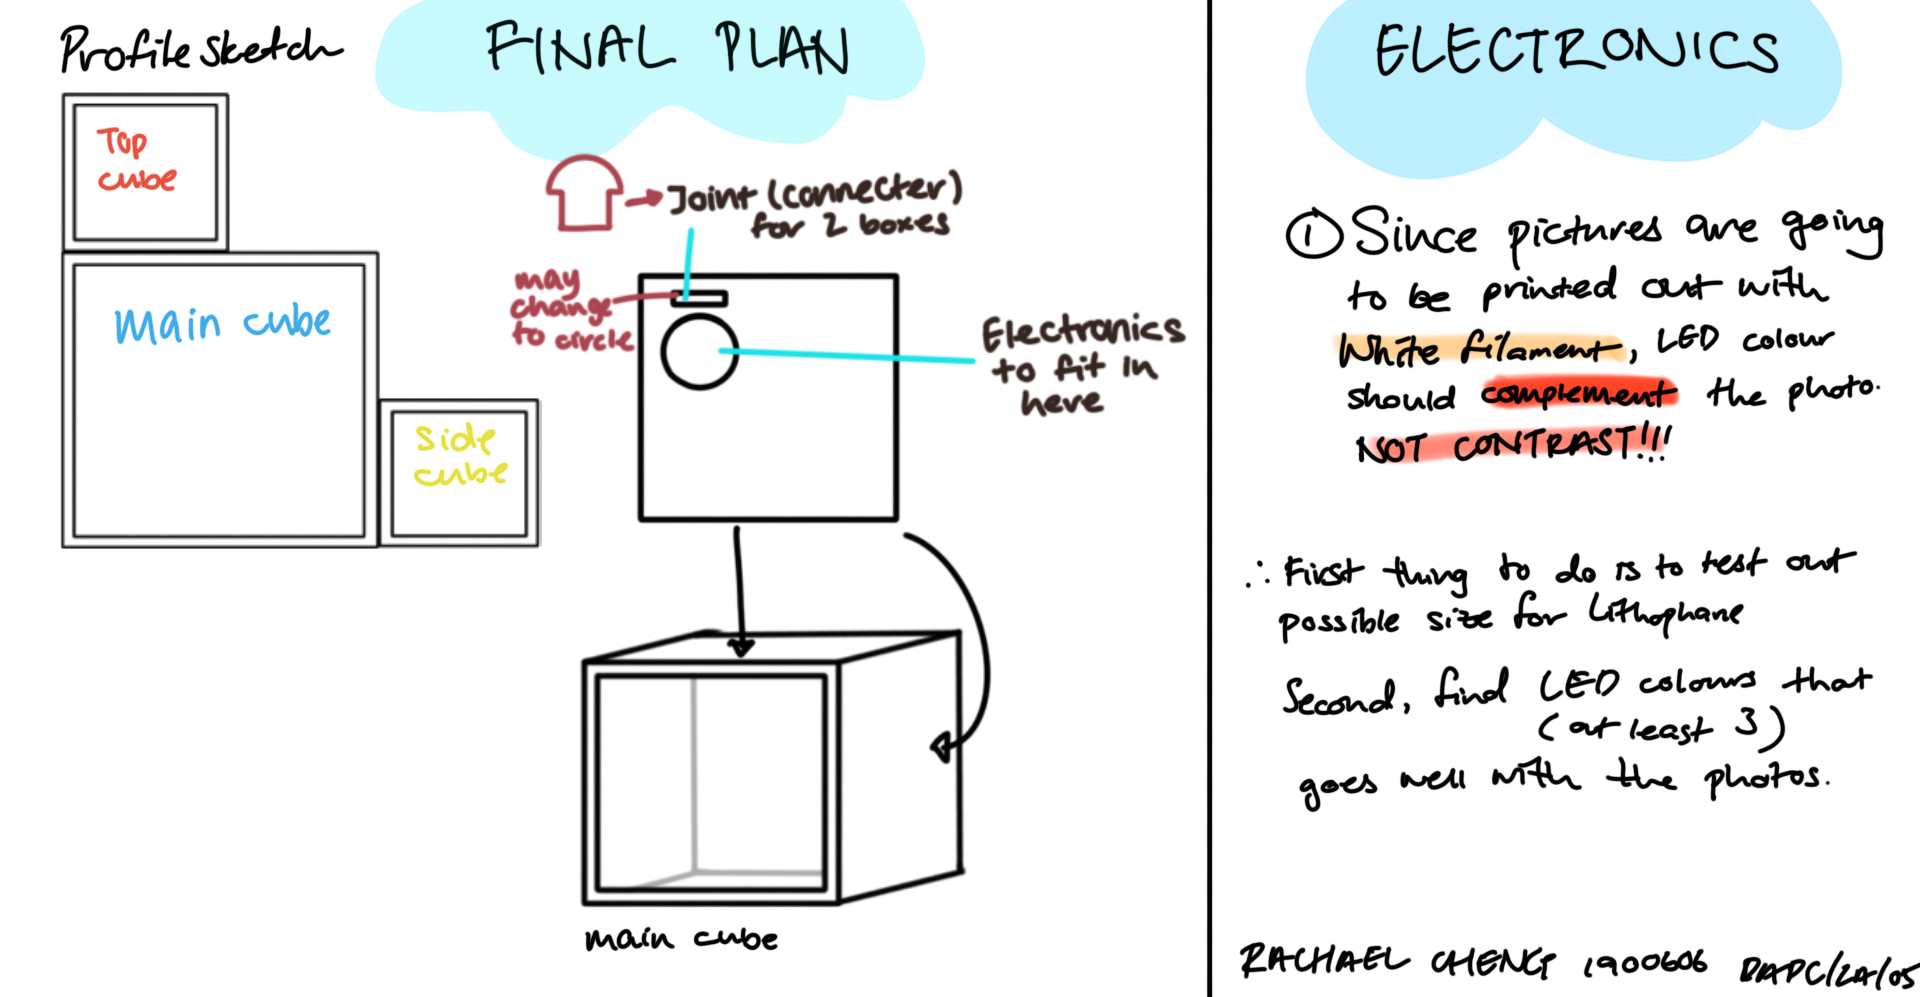 Profile sketch
FINAL PLAN
Top
cube
Main cube
Side
cube
Joint (connecter)
for 2 boxes
may
change
to circle
Electronics
to fit in
here
main cube
ELECTRONICS
① Since pictures are going
to be printed out with
White filament, LED colour
should complement the photo.
NOT CONTRAST!!!
∴ First thing to do is to test out
possible size for Lithophane
Second, find LED colours that
(at least 3)
goes well with the photos.
RACHAEL CHENG 1900606 DAPC/2A/05